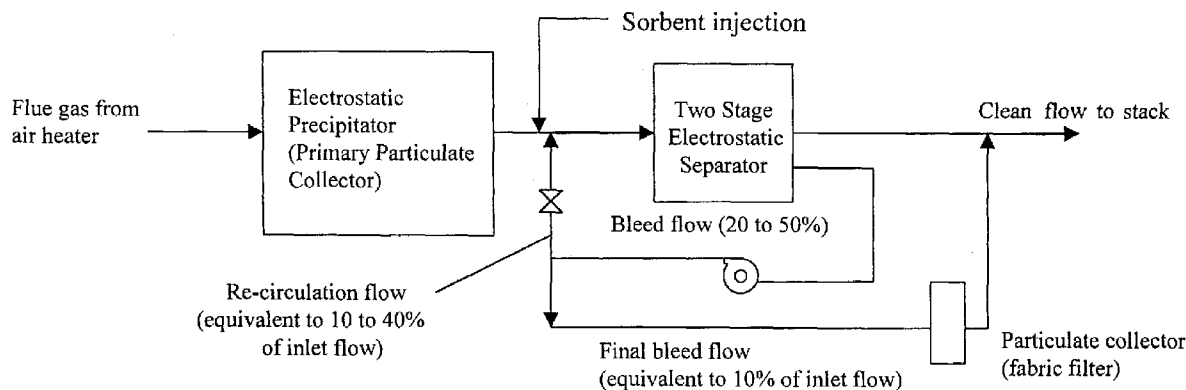 Sorbent injection
Flue gas from
air heater
Electrostatic
Precipitator
(Primary Particulate
Collector)
Two Stage
Electrostatic
Separator
Clean flow to stack
Bleed flow (20 to 50%)
Re-circulation flow
(equivalent to 10 to 40%
of inlet flow)
Final bleed flow
(equivalent to 10% of inlet flow)
Particulate collector
(fabric filter)